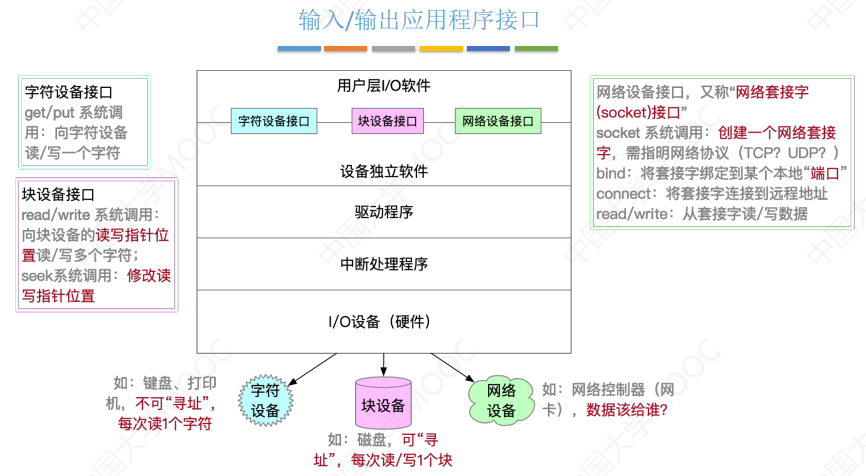 输入/输出应用程序接口
字符设备接口
get/put 系统调
用：向字符设备
读/写一个字符
块设备接口
read/write 系统调用：
向块设备的读写指针位
置读/写多个字符；
seek系统调用：修改读
写指针位置
用户层I/O软件
字符设备接口
块设备接口
网络设备接口
设备独立软件
驱动程序
中断处理程序
I/O设备（硬件）
网络设备接口，又称“网络套接字
(socket)接口”
socket 系统调用：创建一个网络套接
字，需指明网络协议（TCP？UDP？）
bind：将套接字绑定到某个本地“端口”
connect：将套接字连接到远程地址
read/write：从套接字读/写数据
如：键盘、打印
机，不可“寻址”，
每次读1个字符
字符
设备
块设备
如：磁盘，可“寻
址”，每次读/写1个块
网络
设备
如：网络控制器（网
卡），数据该给谁？
中国大学MOOC